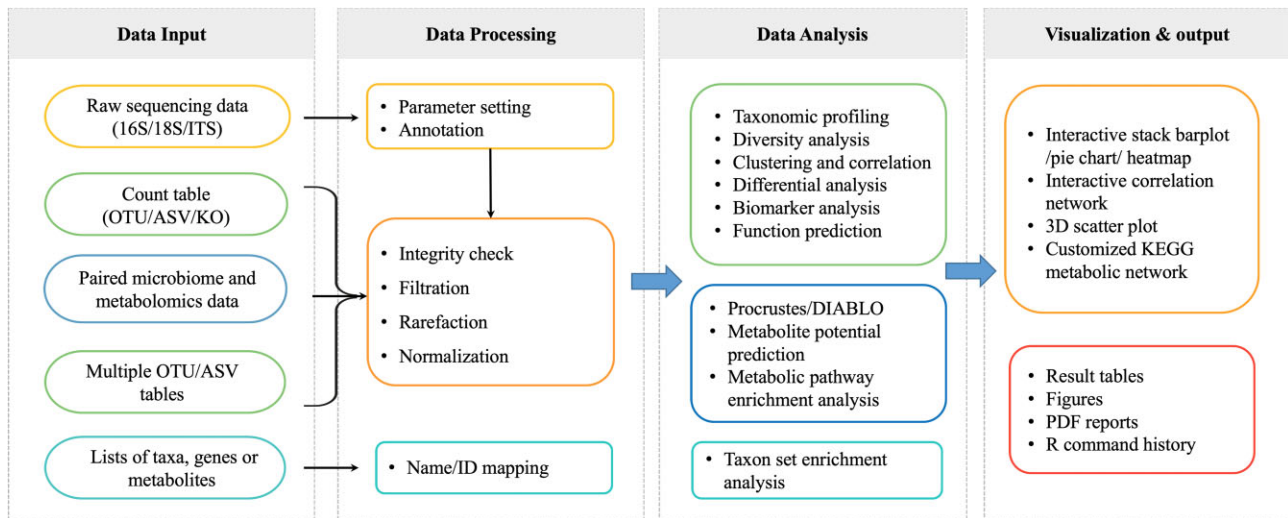 Data Input
Raw sequencing data
(16S/18S/ITS)
Count table
(OTU/ASV/KO)
Paired microbiome and
metabolomics data
Multiple OTU/ASV
tables
Lists of taxa, genes or
metabolites
Data Processing
• Parameter setting
• Annotation
• Integrity check
• Filtration
• Rarefaction
• Normalization
• Name/ID mapping
Data Analysis
• Taxonomic profiling
• Diversity analysis
• Clustering and correlation
• Differential analysis
• Biomarker analysis
• Function prediction
• Procrustes/DIABLO
• Metabolite potential
prediction
• Metabolic pathway
enrichment analysis
• Taxon set enrichment
analysis
Visualization & output
• Interactive stack barplot
/pie chart/ heatmap
• Interactive correlation
network
• 3D scatter plot
• Customized KEGG
metabolic network
• Result tables
• Figures
• PDF reports
• R command history